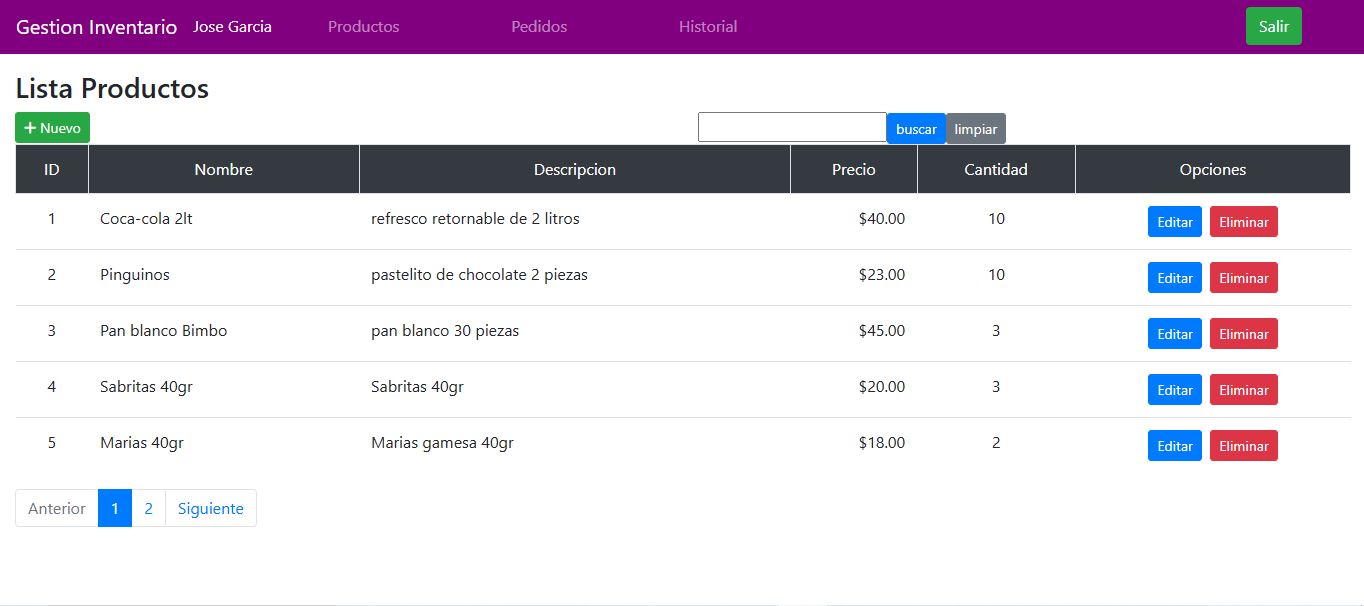 Gestion Inventario Jose Garcia Productos Pedidos Historial Salir
Lista Productos
+ Nuevo buscar limpiar
ID Nombre Descripcion Precio Cantidad Opciones
1 Coca-cola 2lt refresco retornable de 2 litros $40.00 10 Editar Eliminar
2 Pinguinos pastelito de chocolate 2 piezas $23.00 10 Editar Eliminar
3 Pan blanco Bimbo pan blanco 30 piezas $45.00 3 Editar Eliminar
4 Sabritas 40gr Sabritas 40gr $20.00 3 Editar Eliminar
5 Marias 40gr Marias gamesa 40gr $18.00 2 Editar Eliminar
Anterior 1 2 Siguiente